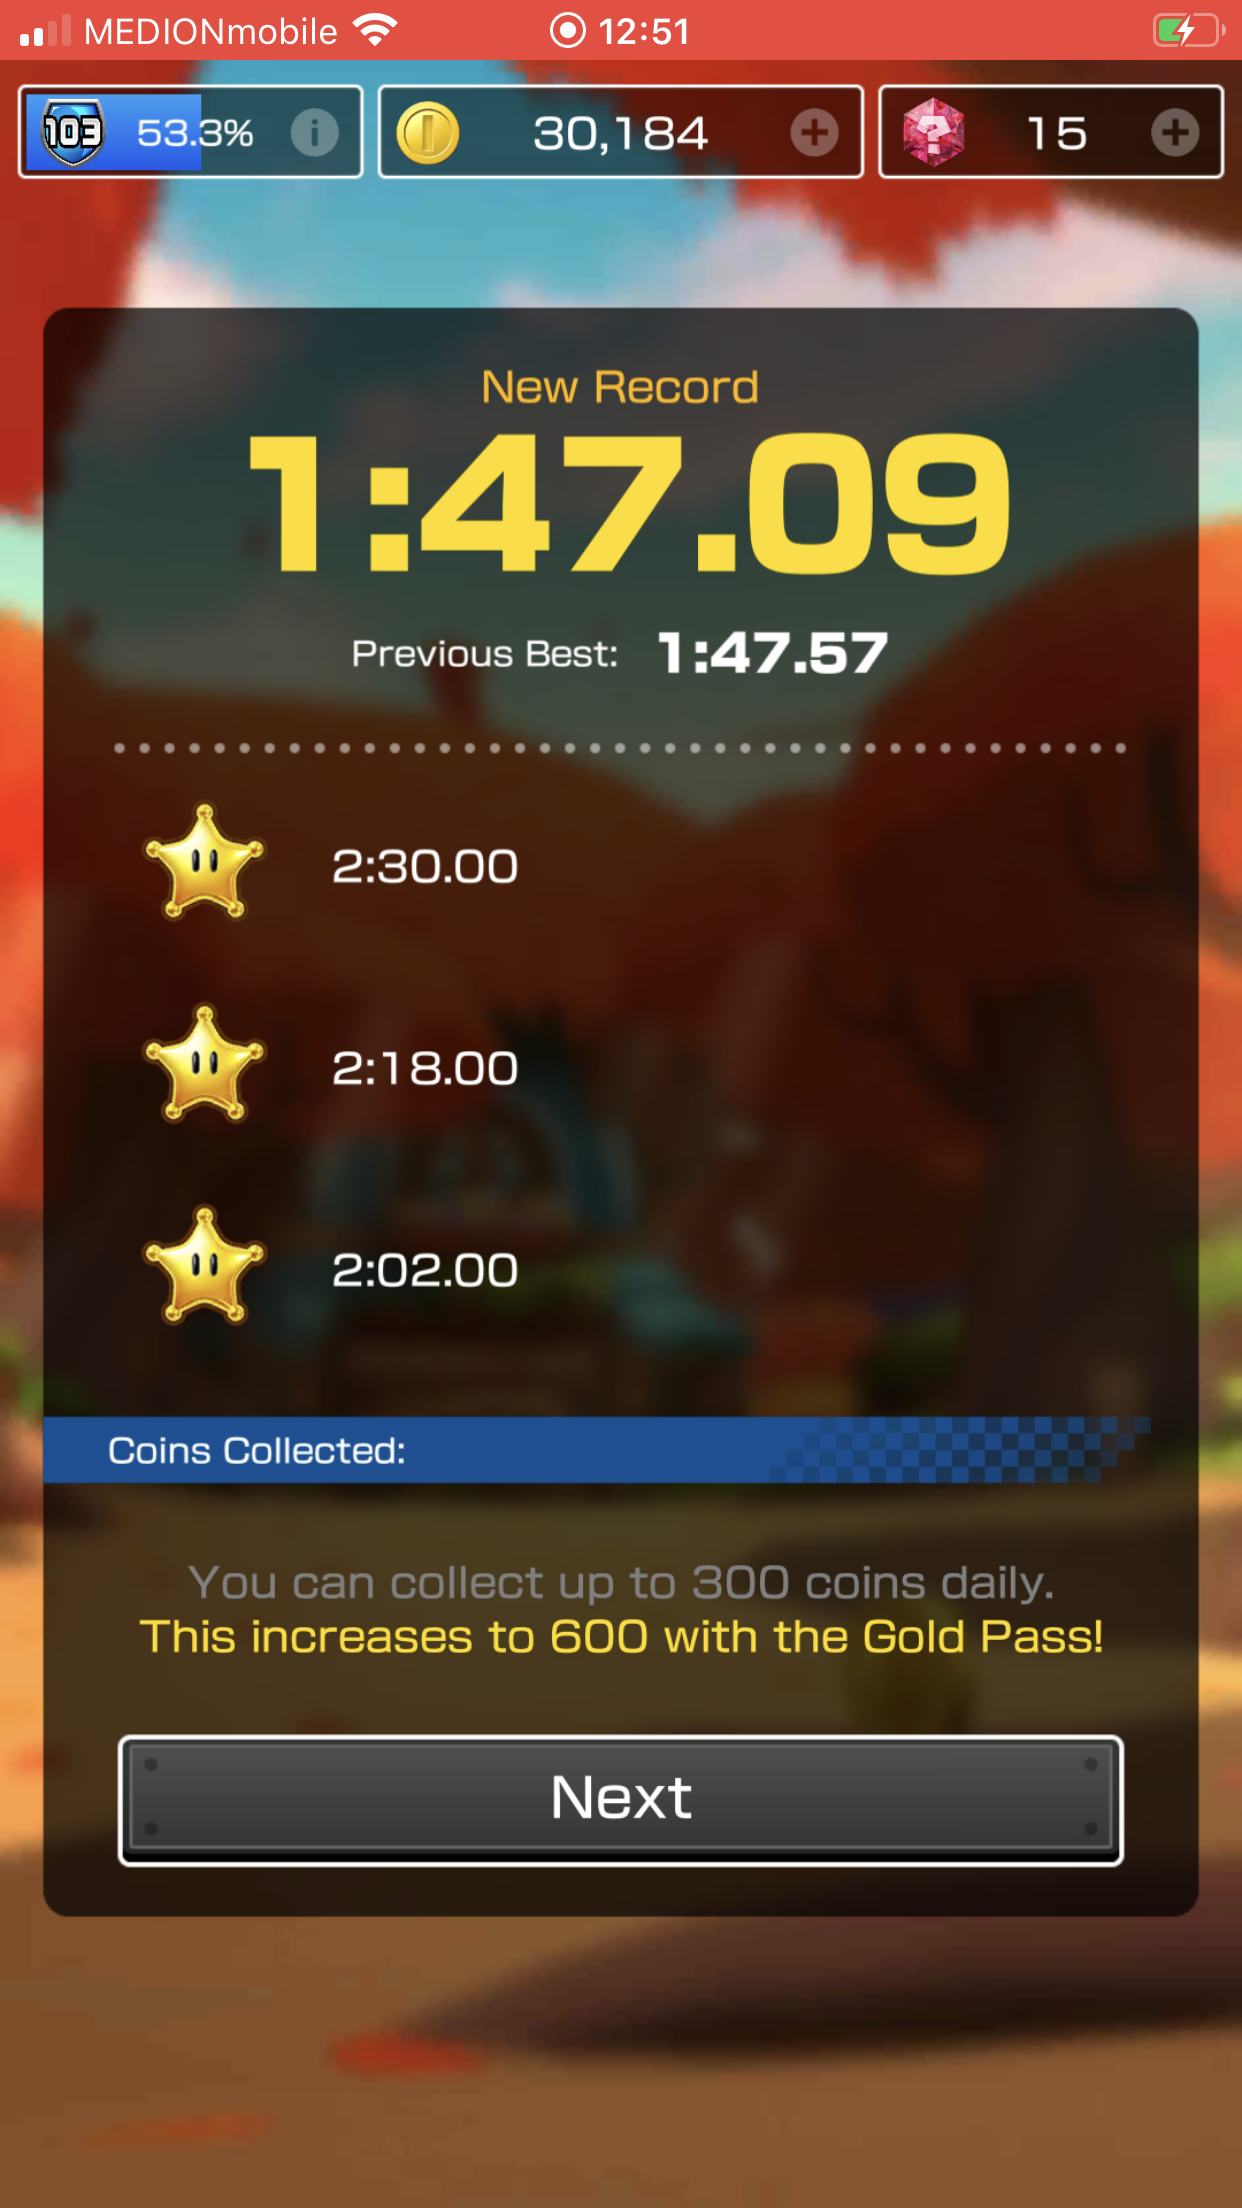 MEDIONmobile 12:51
103 53.3% i 30,184 + ? 15 +
New Record
1:47.09
Previous Best: 1:47.57
2:30.00
2:18.00
2:02.00
Coins Collected:
You can collect up to 300 coins daily.
This increases to 600 with the Gold Pass!
Next